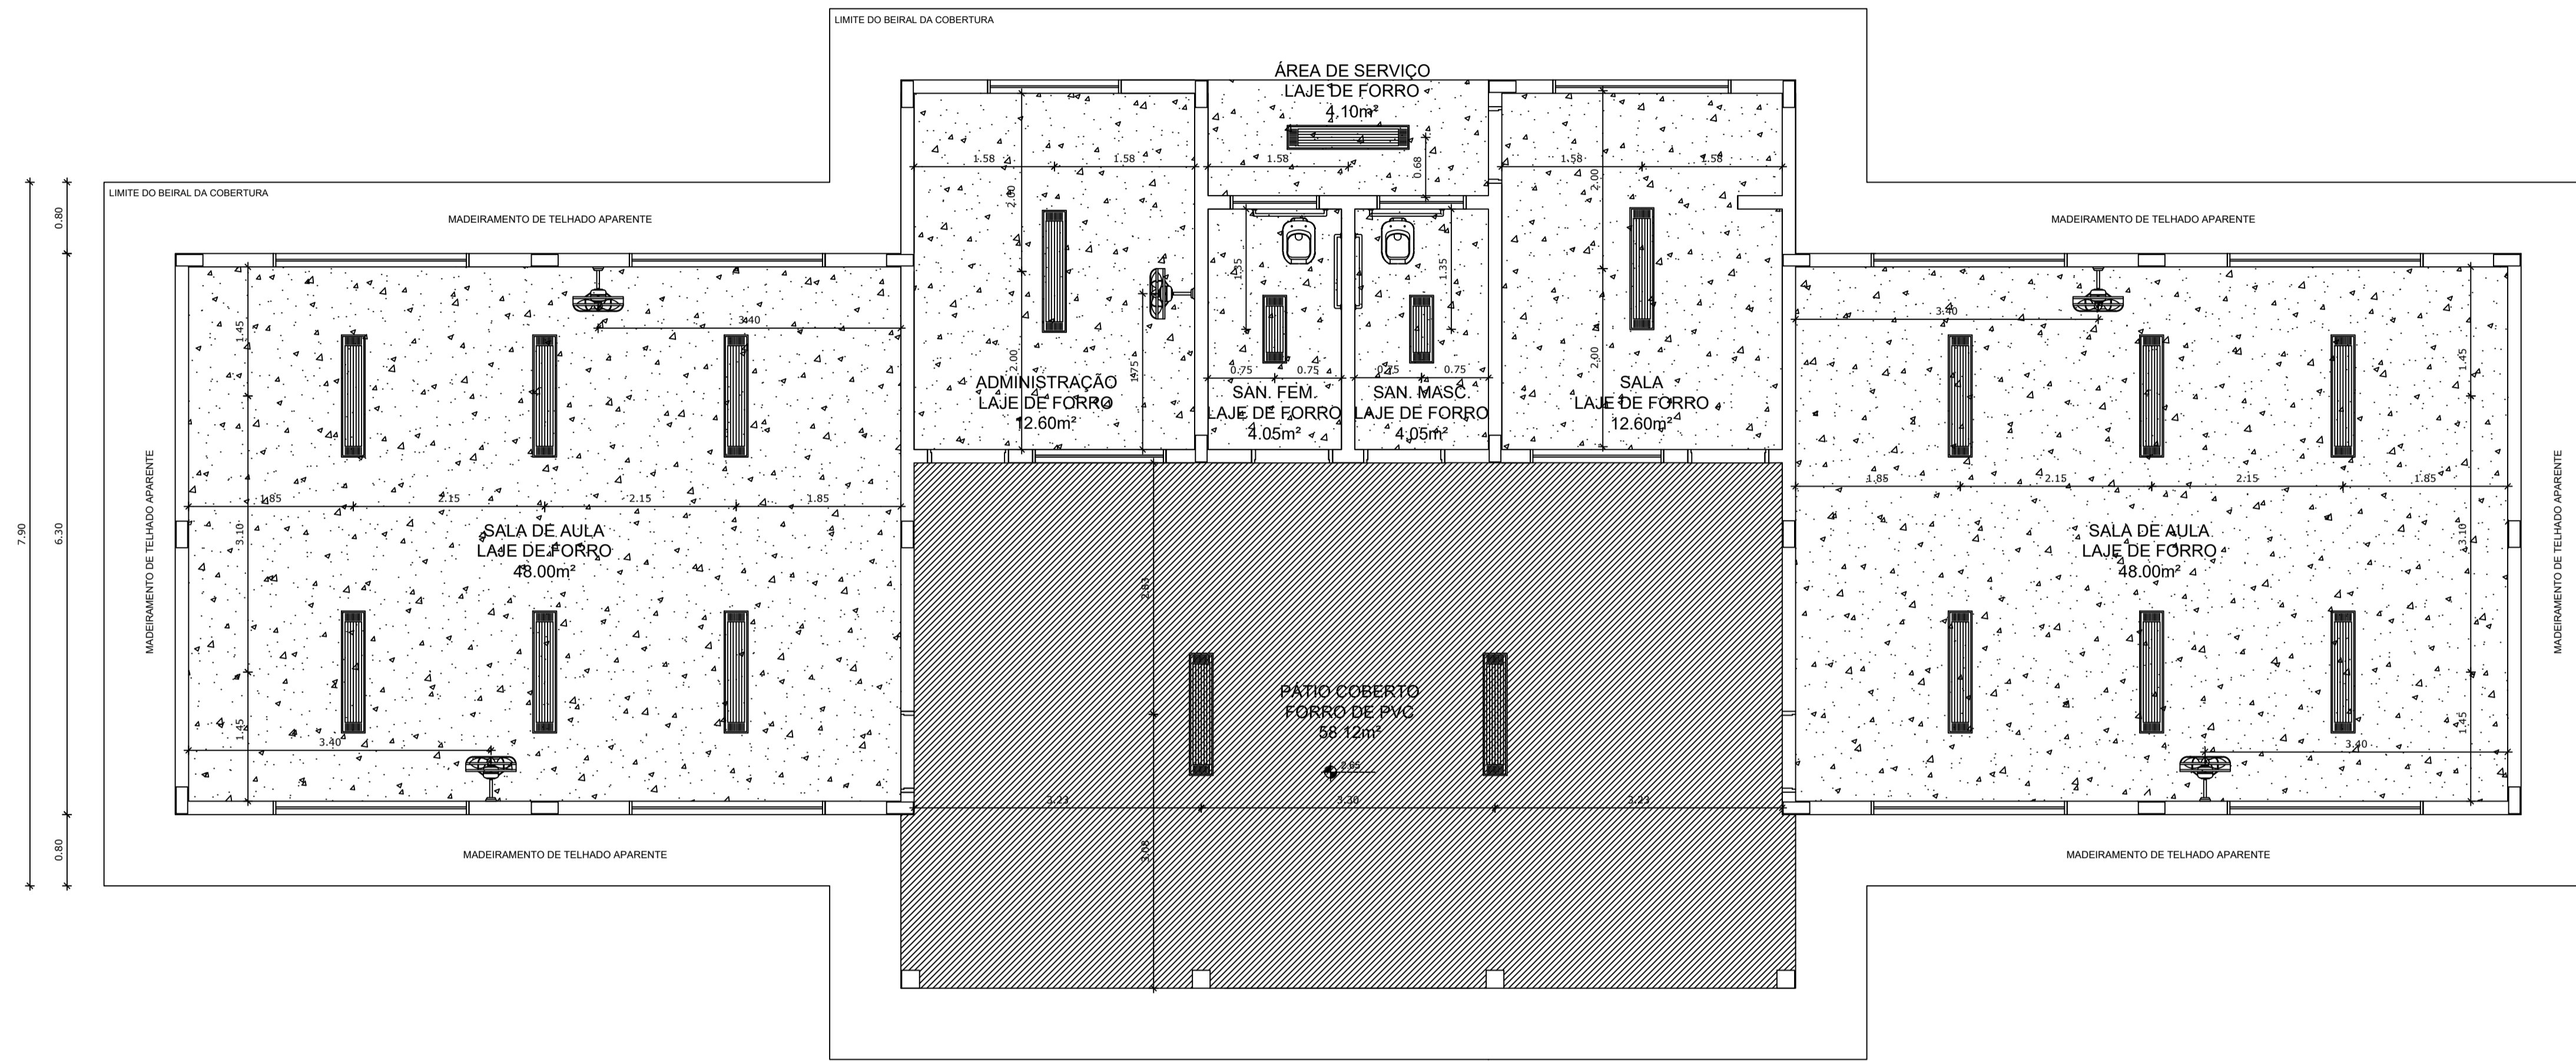 LIMITE DO BEIRAL DA COBERTURA
ÁREA DE SERVIÇO
LAJE DE FORRO
4.10m²
1.58
1.58
1.58
1.58
1.58
0.68
2.00
2.00
LIMITE DO BEIRAL DA COBERTURA
MADEIRAMENTO DE TELHADO APARENTE
MADEIRAMENTO DE TELHADO APARENTE
0.80
7.90
6.30
0.80
1.35
1.35
3.40
3.40
1.45
1.45
2.00
1.75
2.00
0.75
0.75
0.75
0.75
ADMINISTRAÇÃO
LAJE DE FORRO
12.60m²
SAN. FEM.
LAJE DE FORRO
4.05m²
SAN. MASC.
LAJE DE FORRO
4.05m²
SALA
LAJE DE FORRO
12.60m²
MADEIRAMENTO DE TELHADO APARENTE
MADEIRAMENTO DE TELHADO APARENTE
1.85
2.15
2.15
1.85
1.85
2.15
2.15
1.85
3.10
3.10
SALA DE AULA
LAJE DE FORRO
48.00m²
SALA DE AULA
LAJE DE FORRO
48.00m²
2.83
PÁTIO COBERTO
FORRO DE PVC
58.12m²
2.65
1.45
1.45
3.40
3.40
3.23
3.30
3.23
3.08
MADEIRAMENTO DE TELHADO APARENTE
MADEIRAMENTO DE TELHADO APARENTE